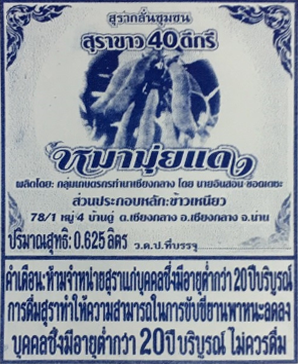 สุรากลั่นชุมชน
สุราขาว 40 ดีกรี
หมามุ่ยแดง
ผลิตโดย: กลุ่มเกษตรกรทำนาเชียงกลาง โดย นายอินสอน ยอดเตชะ
ส่วนประกอบหลัก:ข้าวเหนียว
78/1 หมู่ 4 บ้านดู่ ต.เชียงกลาง อ.เชียงกลาง จ.น่าน
ปริมาณสุทธิ: 0.625 ลิตร ว.ด.ป.ที่บรรจุ
คำเตือน:ห้ามจำหน่ายสุราแก่บุคคลซึ่งมีอายุต่ำกว่า 20 ปีบริบูรณ์
การดื่มสุราทำให้ความสามารถในการขับขี่ยานพาหนะลดลง
บุคคลซึ่งมีอายุต่ำกว่า 20 ปี บริบูรณ์ ไม่ควรดื่ม